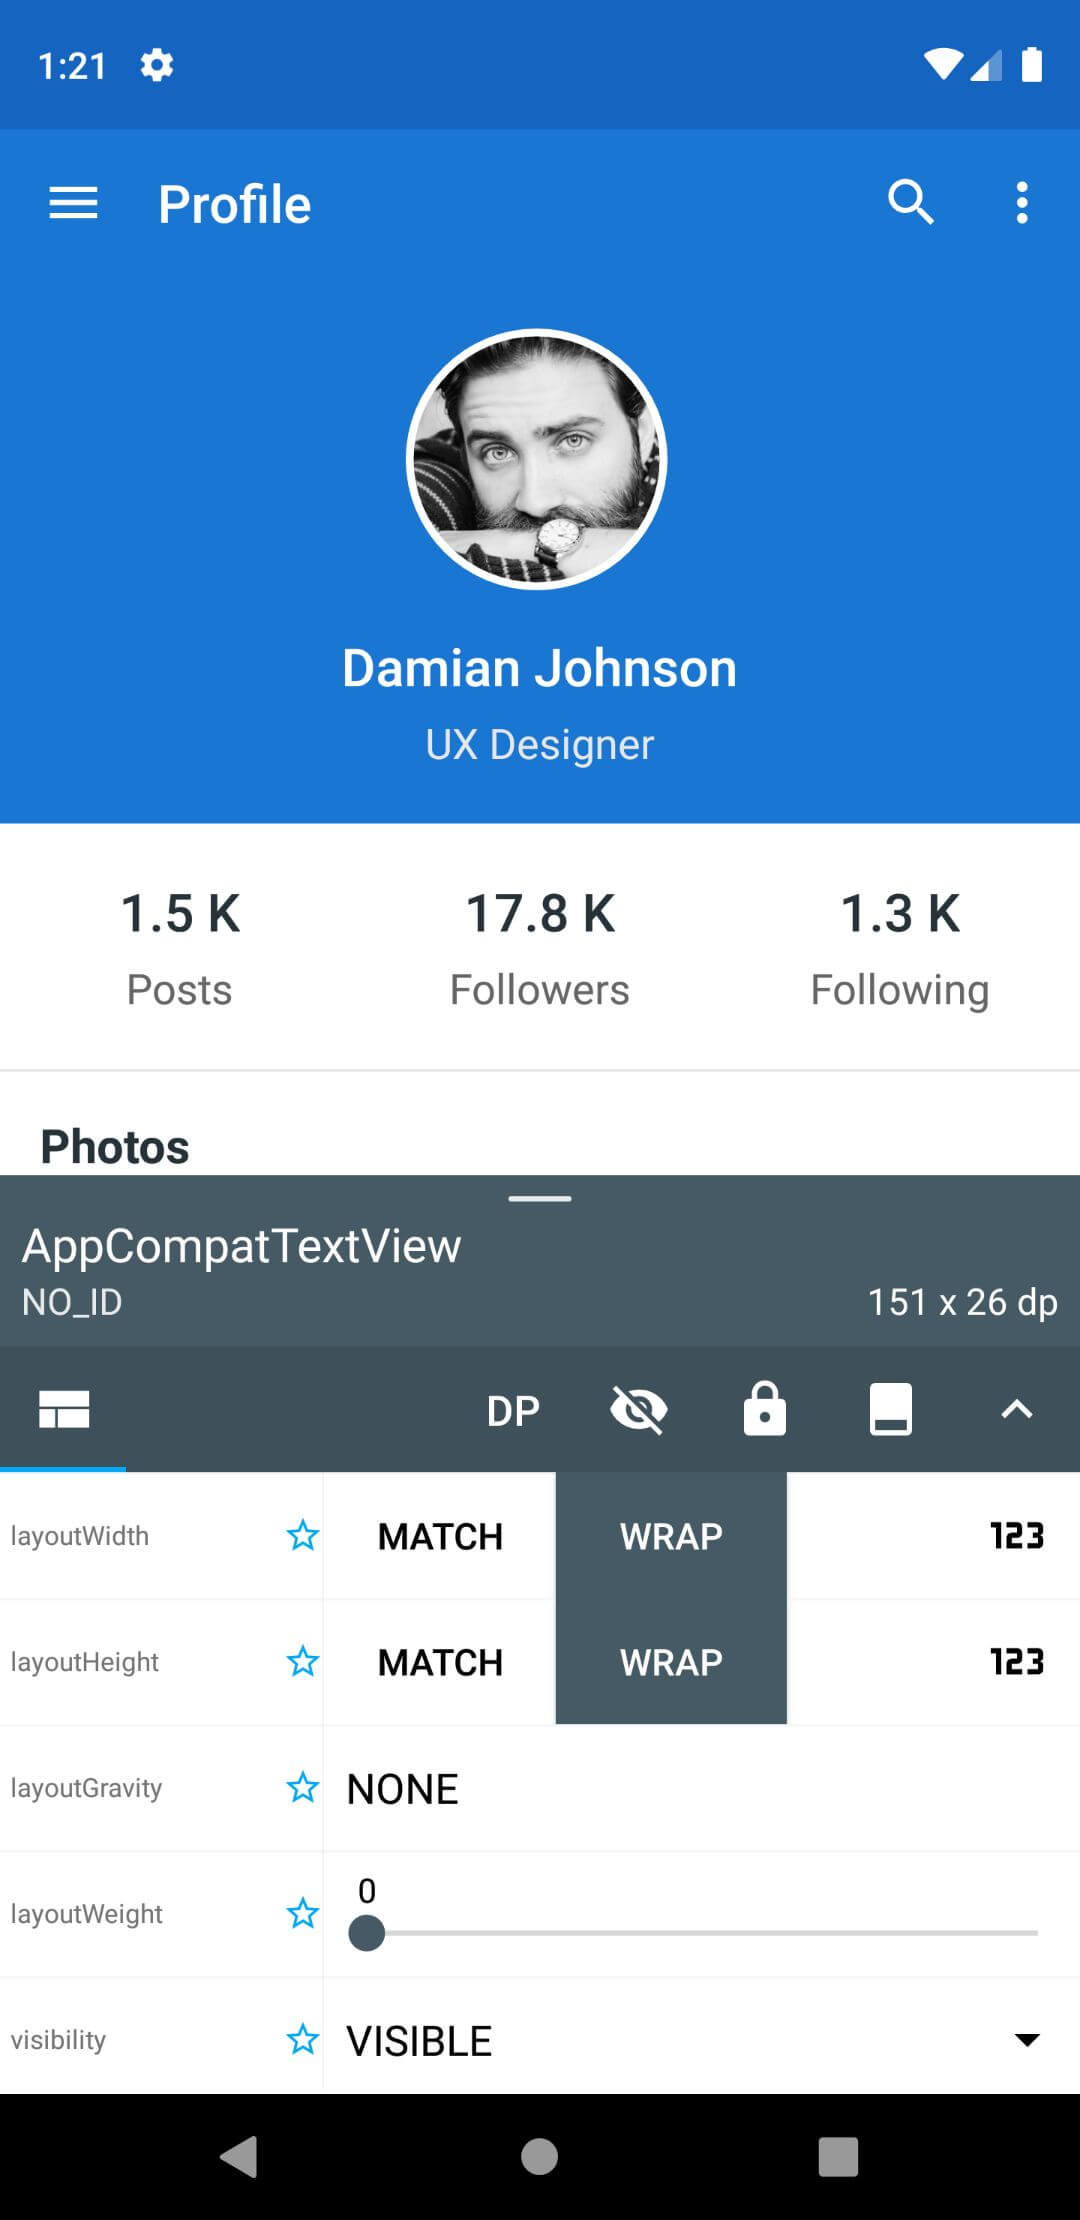 1:21
Profile
Damian Johnson
UX Designer
1.5 K 17.8 K 1.3 K
Posts Followers Following
Photos
AppCompatTextView
NO_ID 151 x 26 dp
DP
layoutWidth MATCH WRAP 123
layoutHeight MATCH WRAP 123
layoutGravity NONE
0
layoutWeight
visibility VISIBLE